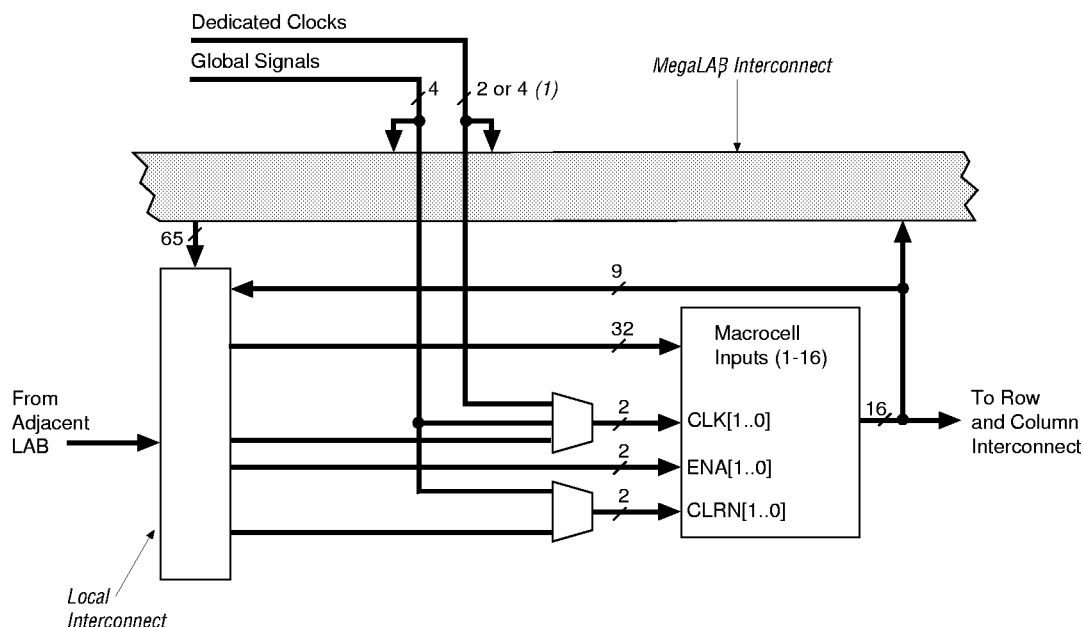 Dedicated Clocks
Global Signals
MegaLAB Interconnect
4
2 or 4 (1)
65
9
32
Macrocell
Inputs (1-16)
From
Adjacent
LAB
2
CLK[1..0]
16
To Row
and Column
Interconnect
2
ENA[1..0]
2
CLRN[1..0]
Local
Interconnect